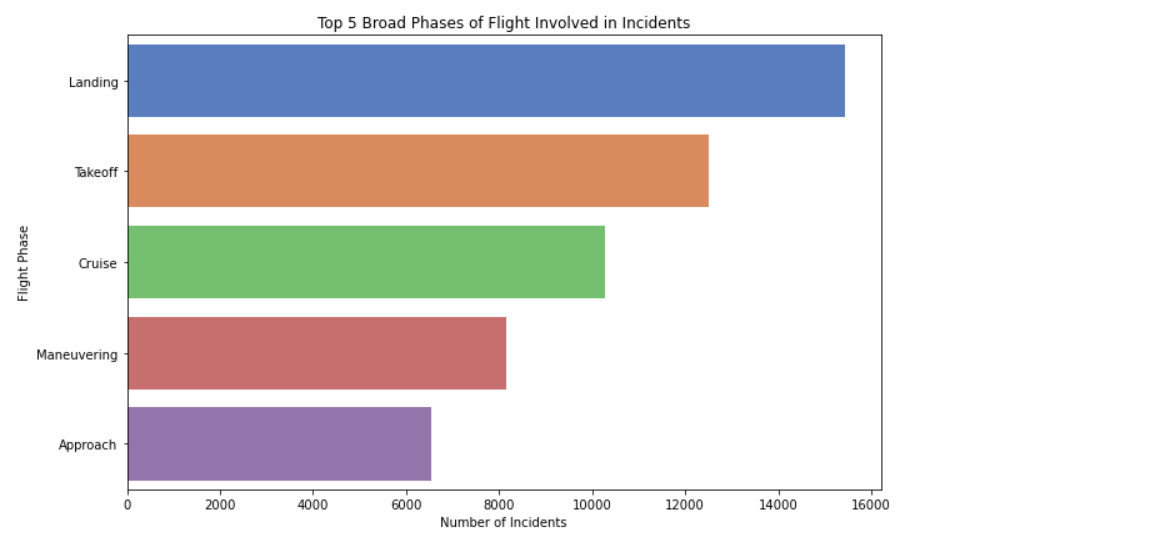 Top 5 Broad Phases of Flight Involved in Incidents
Flight Phase
Landing
Takeoff
Cruise
Maneuvering
Approach
0 2000 4000 6000 8000 10000 12000 14000 16000
Number of Incidents